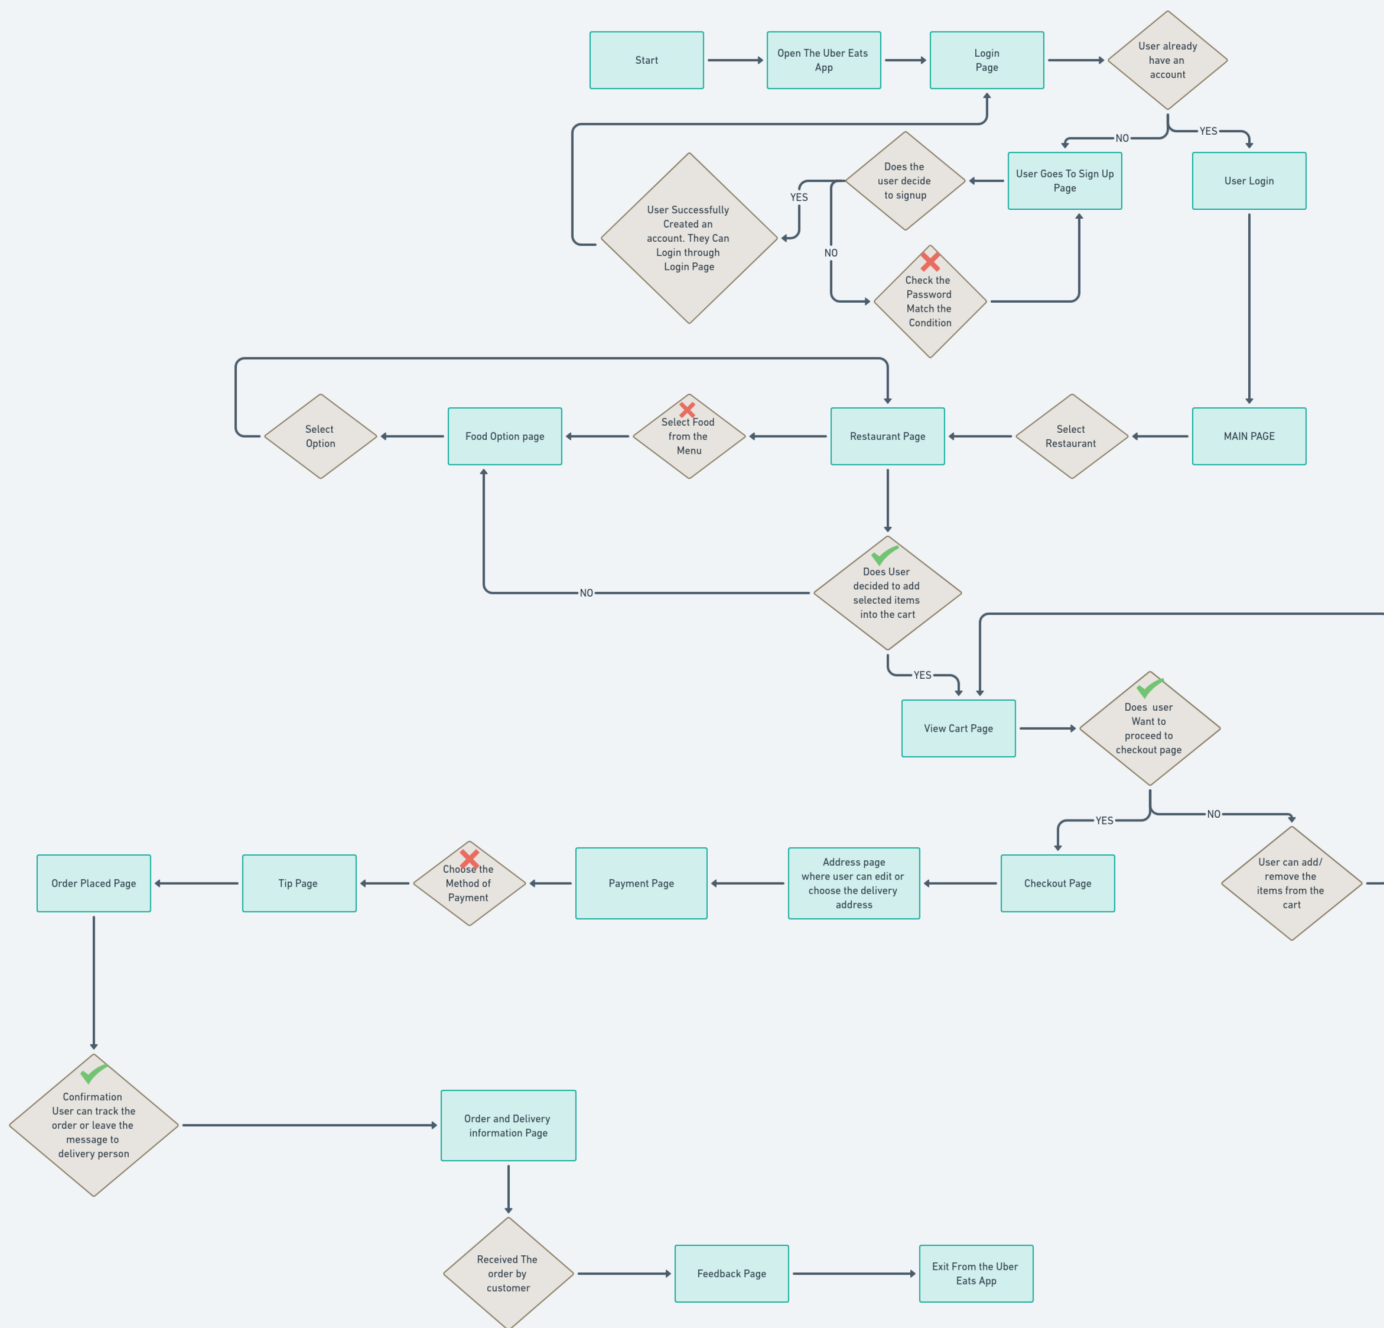 Start
Open The Uber Eats
App
Login
Page
User already
have an
account
NO
YES
User Goes To Sign Up
Page
User Login
Does the
user decide
to signup
YES
NO
User Successfully
Created an
account. They Can
Login through
Login Page
Check the
Password
Match the
Condition
Select
Option
Food Option page
Select Food
from the
Menu
Restaurant Page
Select
Restaurant
MAIN PAGE
Does User
decided to add
selected items
into the cart
NO
YES
View Cart Page
Does user
Want to
proceed to
checkout page
YES
NO
Order Placed Page
Tip Page
Choose the
Method of
Payment
Payment Page
Address page
where user can edit or
choose the delivery
address
Checkout Page
User can add/
remove the
items from the
cart
Confirmation
User can track the
order or leave the
message to
delivery person
Order and Delivery
information Page
Received The
order by
customer
Feedback Page
Exit From the Uber
Eats App